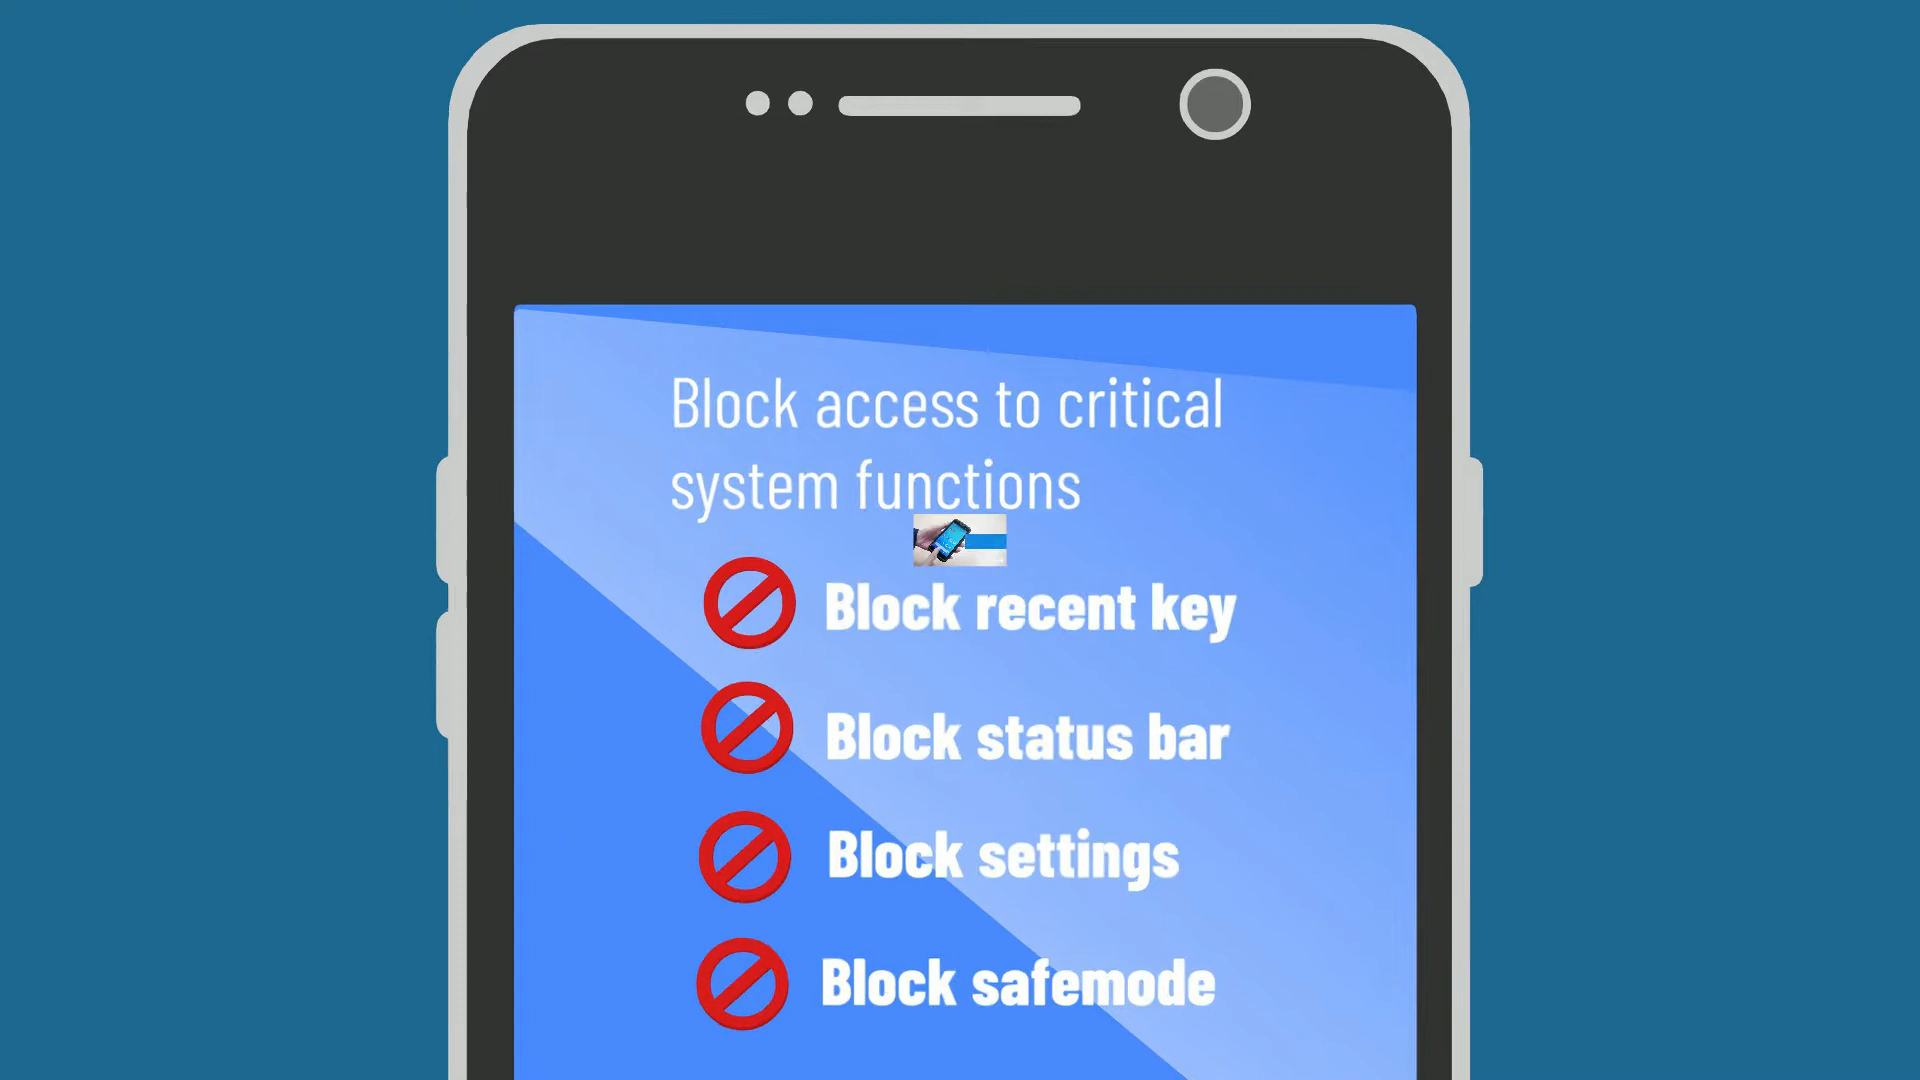 Block access to critical
system functions
Block recent key
Block status bar
Block settings
Block safemode